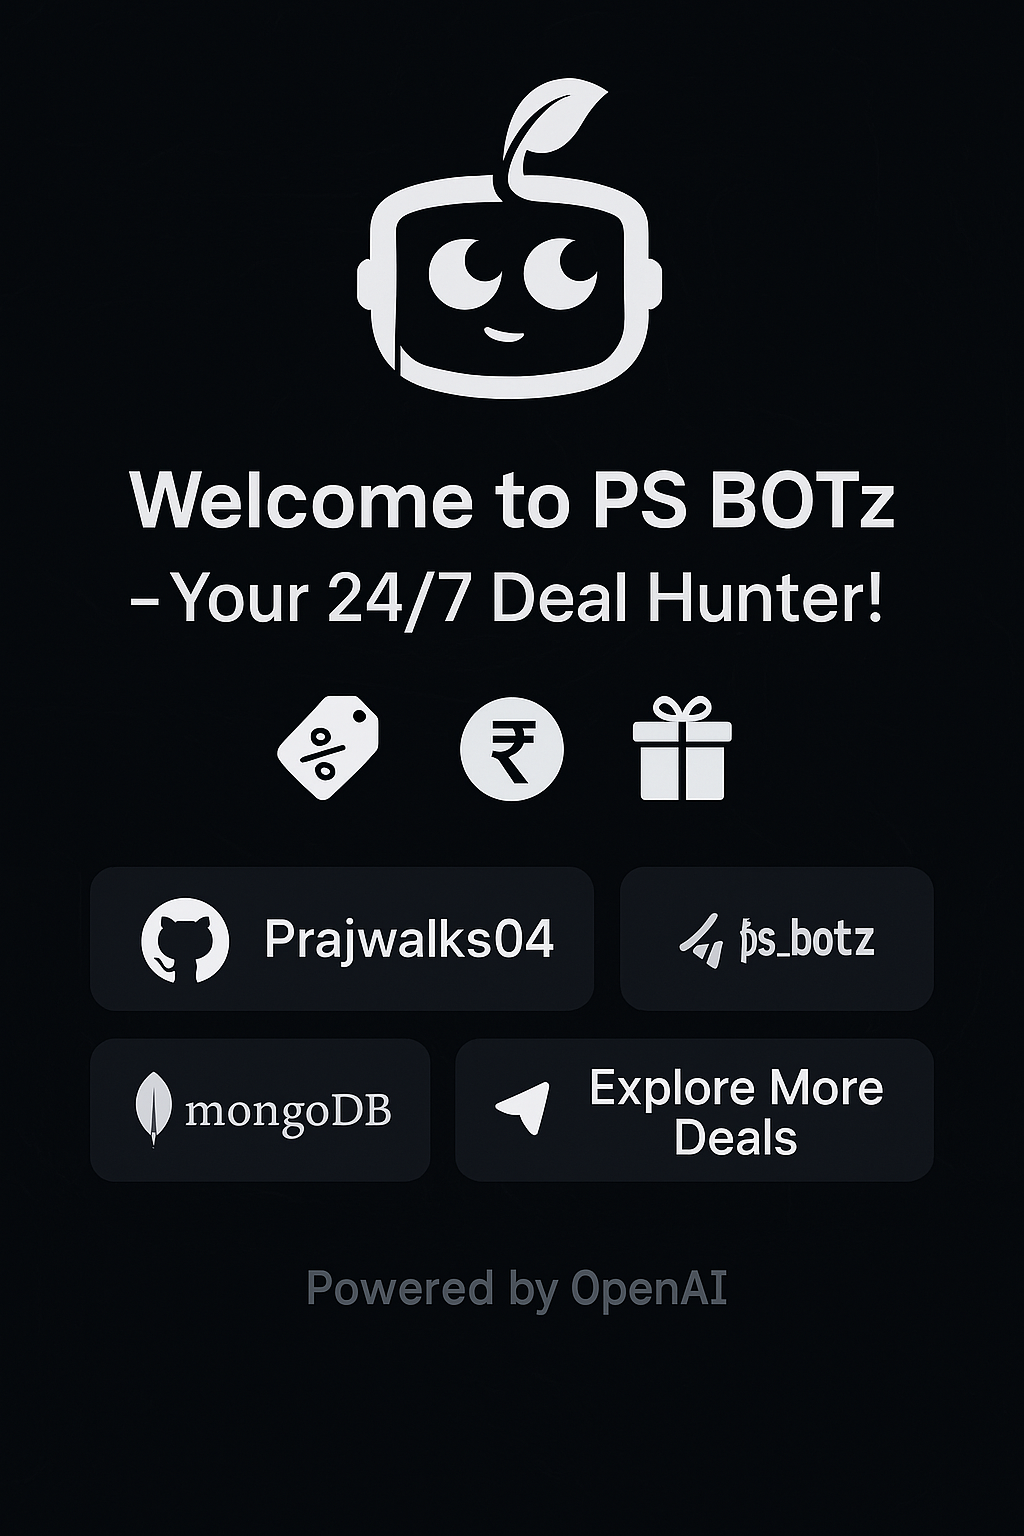 Welcome to PS BOTz
– Your 24/7 Deal Hunter!
%
₹
Prajwalks04
ps_botz
mongoDB
Explore More
Deals
Powered by OpenAI